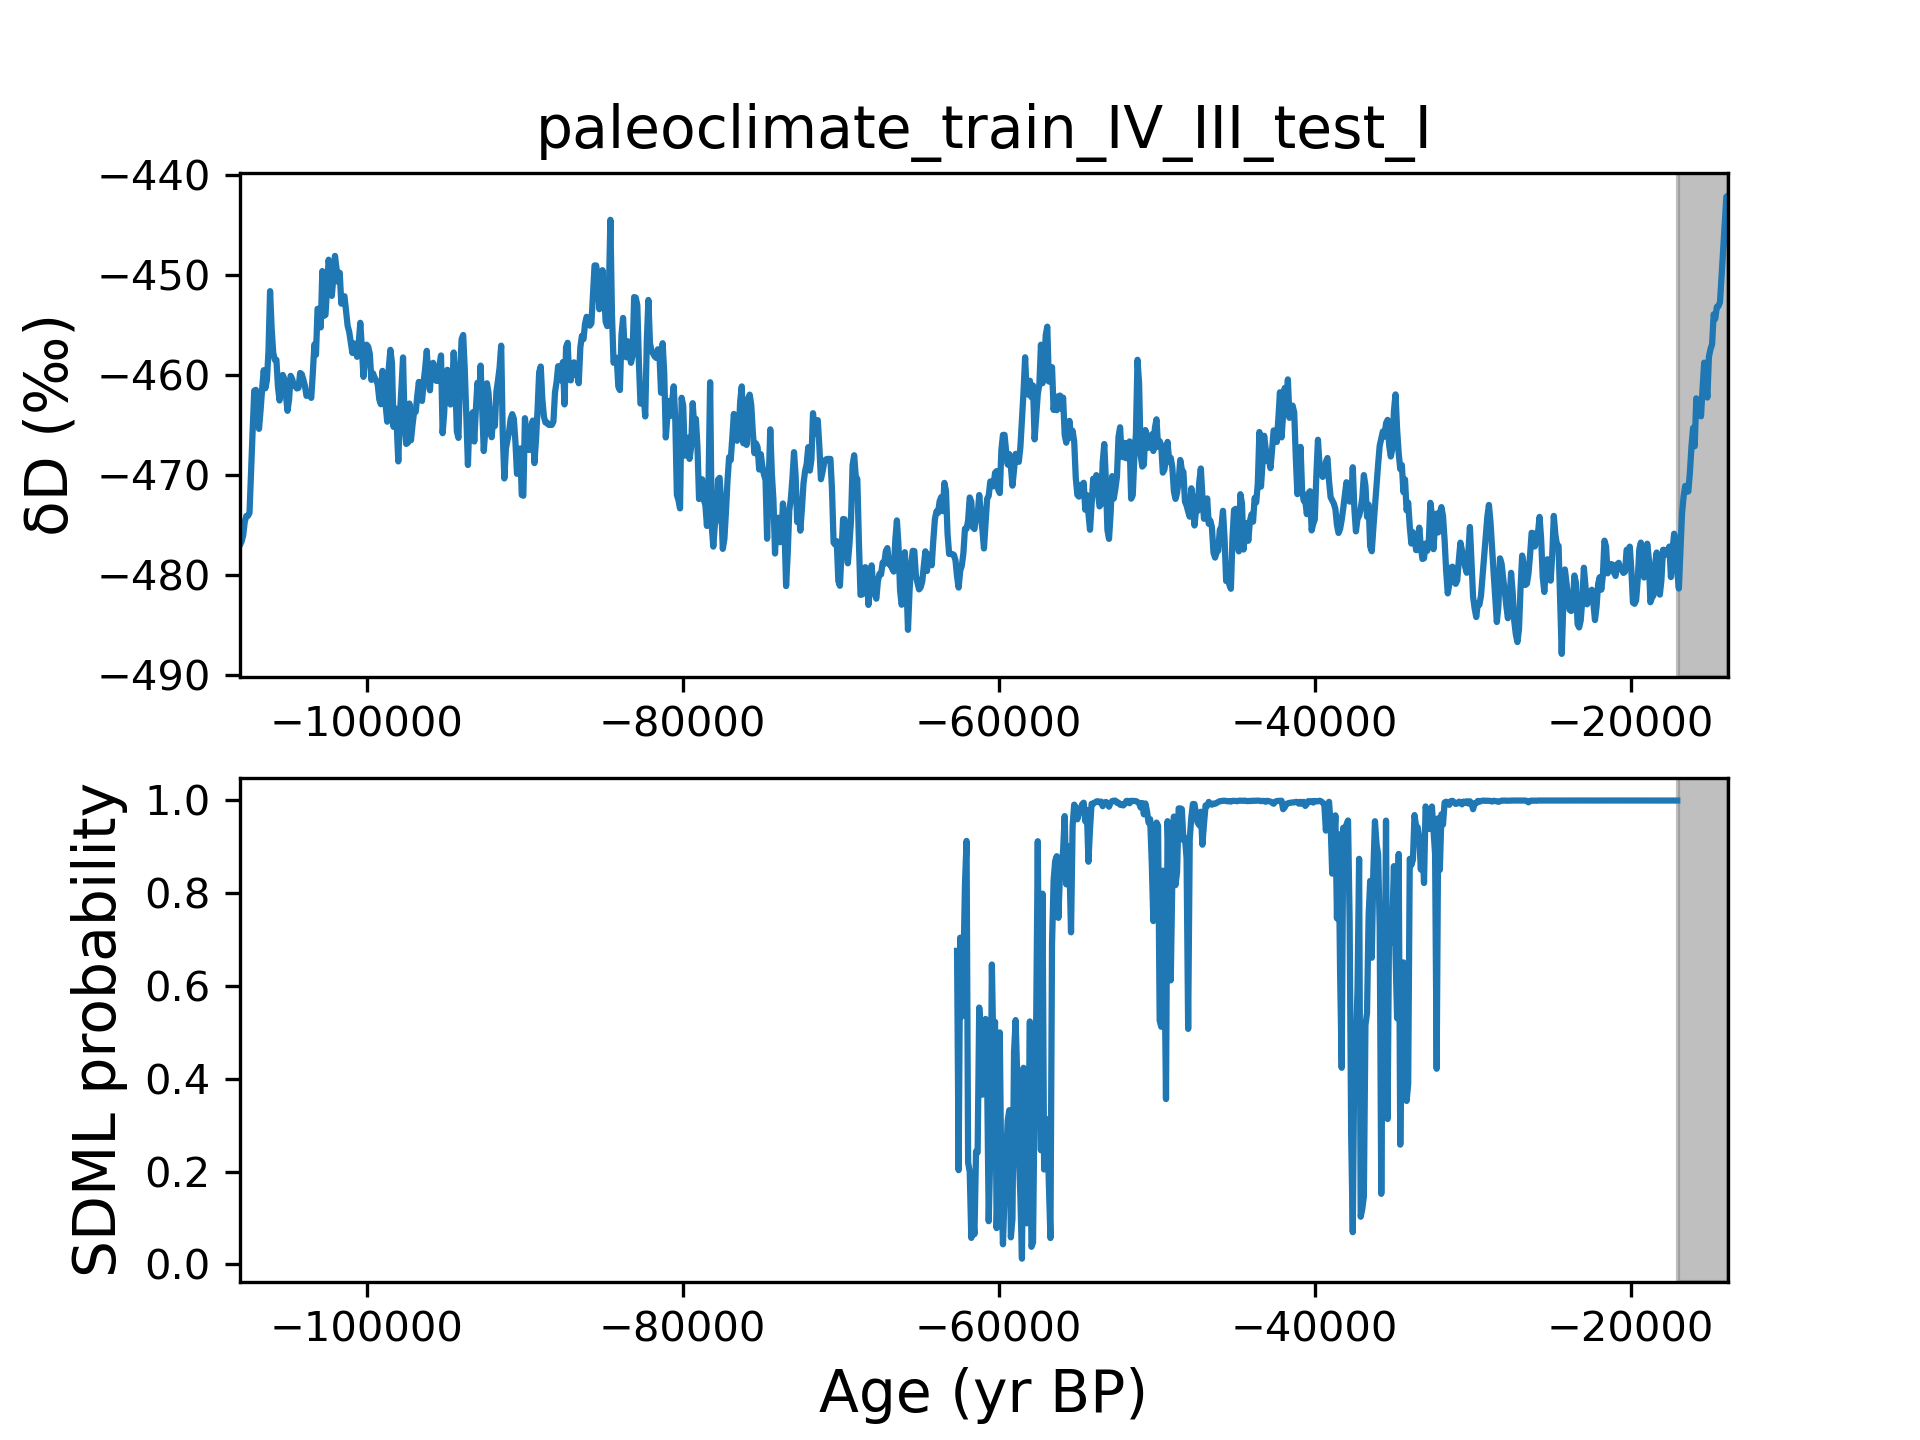 paleoclimate_train_IV_III_test_I
δD (‰)
−440
−450
−460
−470
−480
−490
−100000 −80000 −60000 −40000 −20000
SDML probability
1.0
0.8
0.6
0.4
0.2
0.0
−100000 −80000 −60000 −40000 −20000
Age (yr BP)